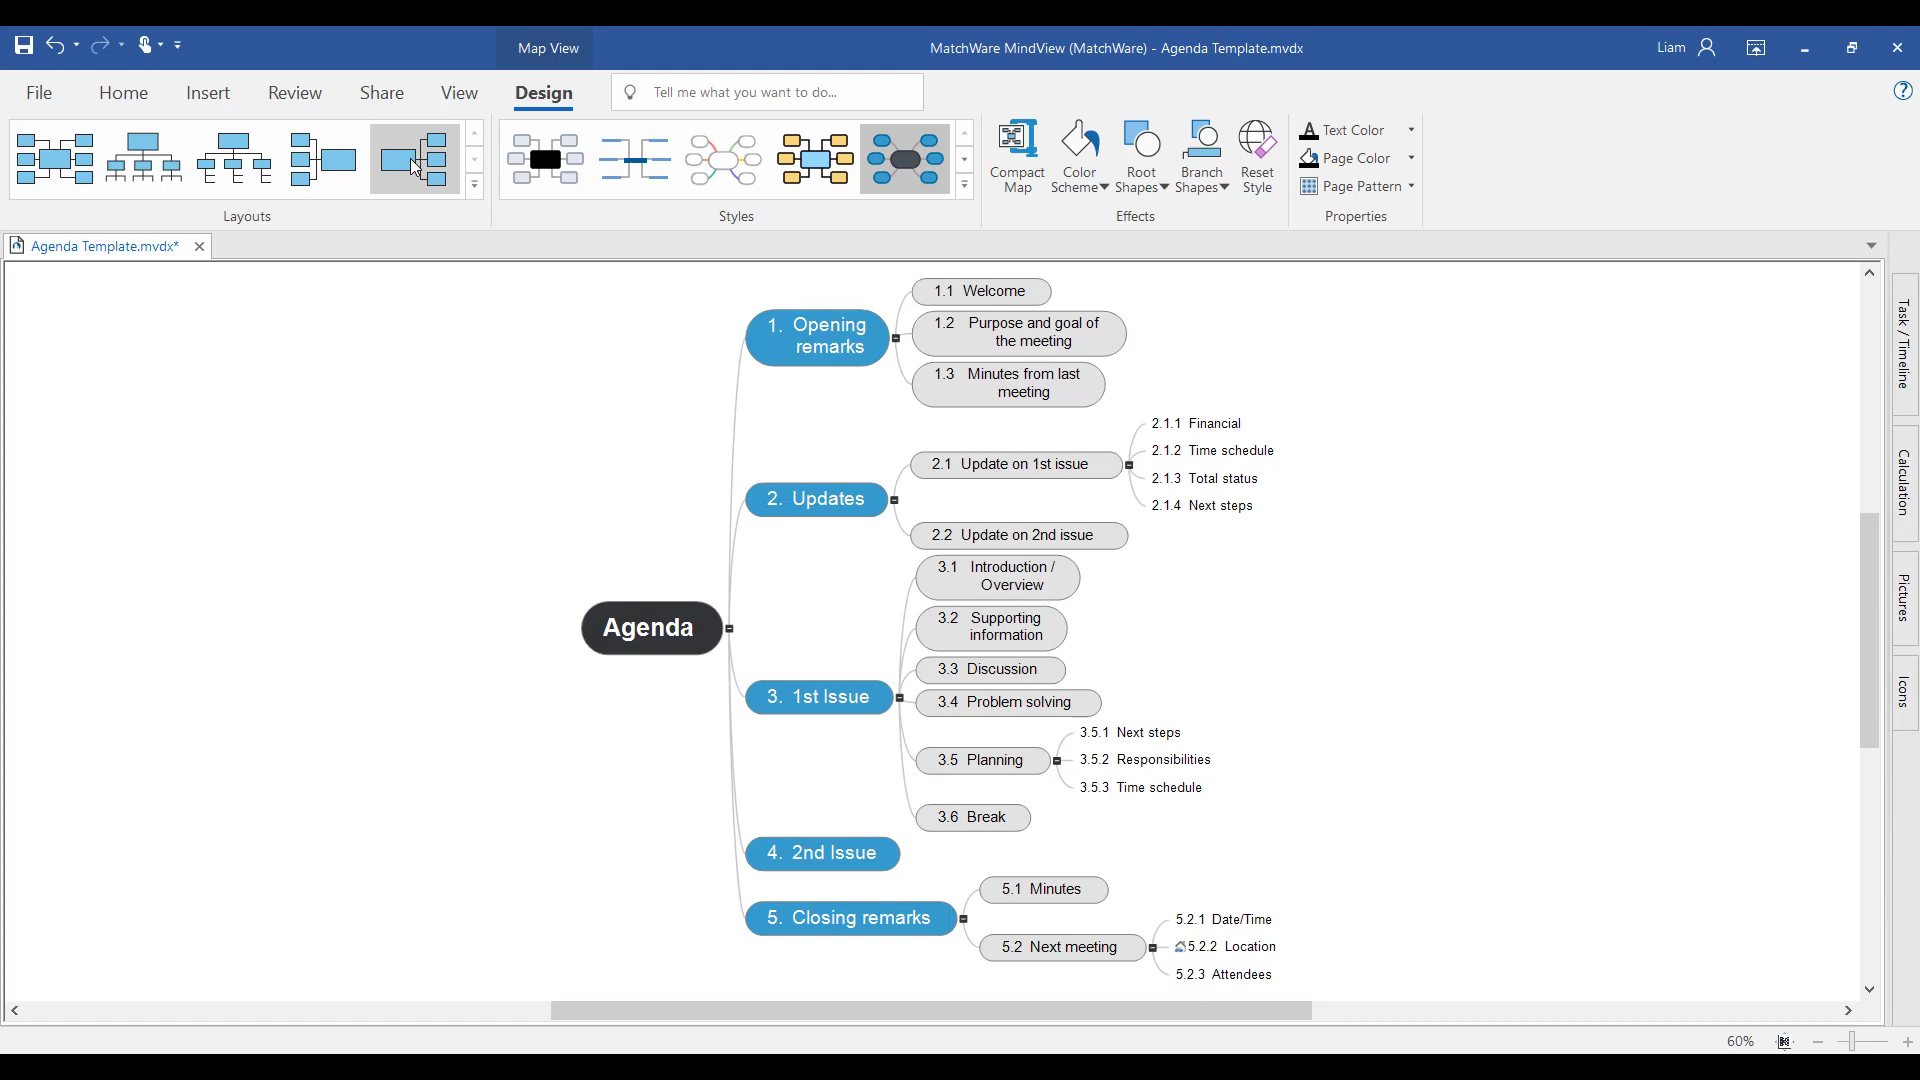 Map View
MatchWare MindView (MatchWare) - Agenda Template.mvdx
Liam
File
Home
Insert
Review
Share
View
Design
Tell me what you want to do...
Layouts
Styles
Compact
Map
Color
Scheme
Root
Shapes
Branch
Shapes
Reset
Style
Effects
Text Color
Page Color
Page Pattern
Properties
Agenda Template.mvdx*
Agenda
1. Opening
remarks
1.1 Welcome
1.2 Purpose and goal of
the meeting
1.3 Minutes from last
meeting
2. Updates
2.1 Update on 1st issue
2.1.1 Financial
2.1.2 Time schedule
2.1.3 Total status
2.1.4 Next steps
2.2 Update on 2nd issue
3. 1st Issue
3.1 Introduction /
Overview
3.2 Supporting
information
3.3 Discussion
3.4 Problem solving
3.5 Planning
3.5.1 Next steps
3.5.2 Responsibilities
3.5.3 Time schedule
3.6 Break
4. 2nd Issue
5. Closing remarks
5.1 Minutes
5.2 Next meeting
5.2.1 Date/Time
5.2.2 Location
5.2.3 Attendees
Task / Timeline
Calculation
Pictures
Icons
60%